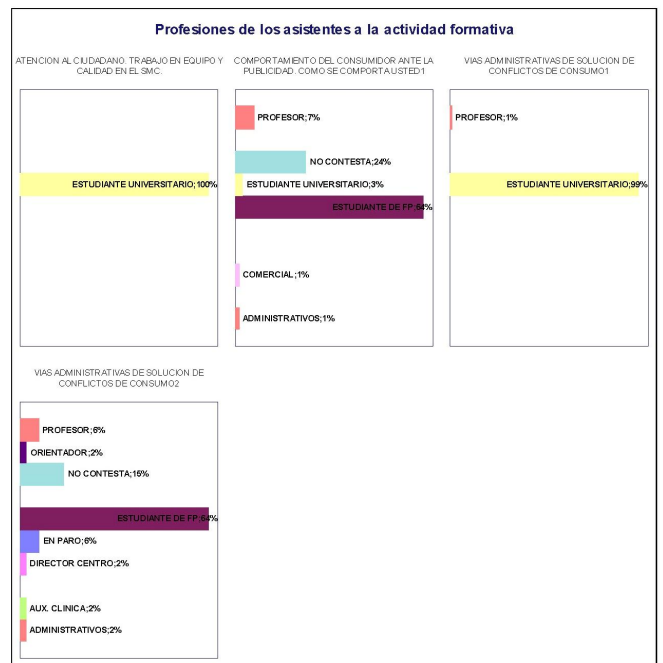 Profesiones de los asistentes a la actividad formativa
ATENCION AL CIUDADANO. TRABAJO EN EQUIPO Y
CALIDAD EN EL SMC.
ESTUDIANTE UNIVERSITARIO;100%
COMPORTAMIENTO DEL CONSUMIDOR ANTE LA
PUBLICIDAD. COMO SE COMPORTA USTED1
PROFESOR;7%
NO CONTESTA;24%
ESTUDIANTE UNIVERSITARIO;3%
ESTUDIANTE DE FP;64%
COMERCIAL;1%
ADMINISTRATIVOS;1%
VIAS ADMINISTRATIVAS DE SOLUCION DE
CONFLICTOS DE CONSUMO1
PROFESOR;1%
ESTUDIANTE UNIVERSITARIO;99%
VIAS ADMINISTRATIVAS DE SOLUCION DE
CONFLICTOS DE CONSUMO2
PROFESOR;6%
ORIENTADOR;2%
NO CONTESTA;15%
ESTUDIANTE DE FP;64%
EN PARO;6%
DIRECTOR CENTRO;2%
AUX. CLINICA;2%
ADMINISTRATIVOS;2%